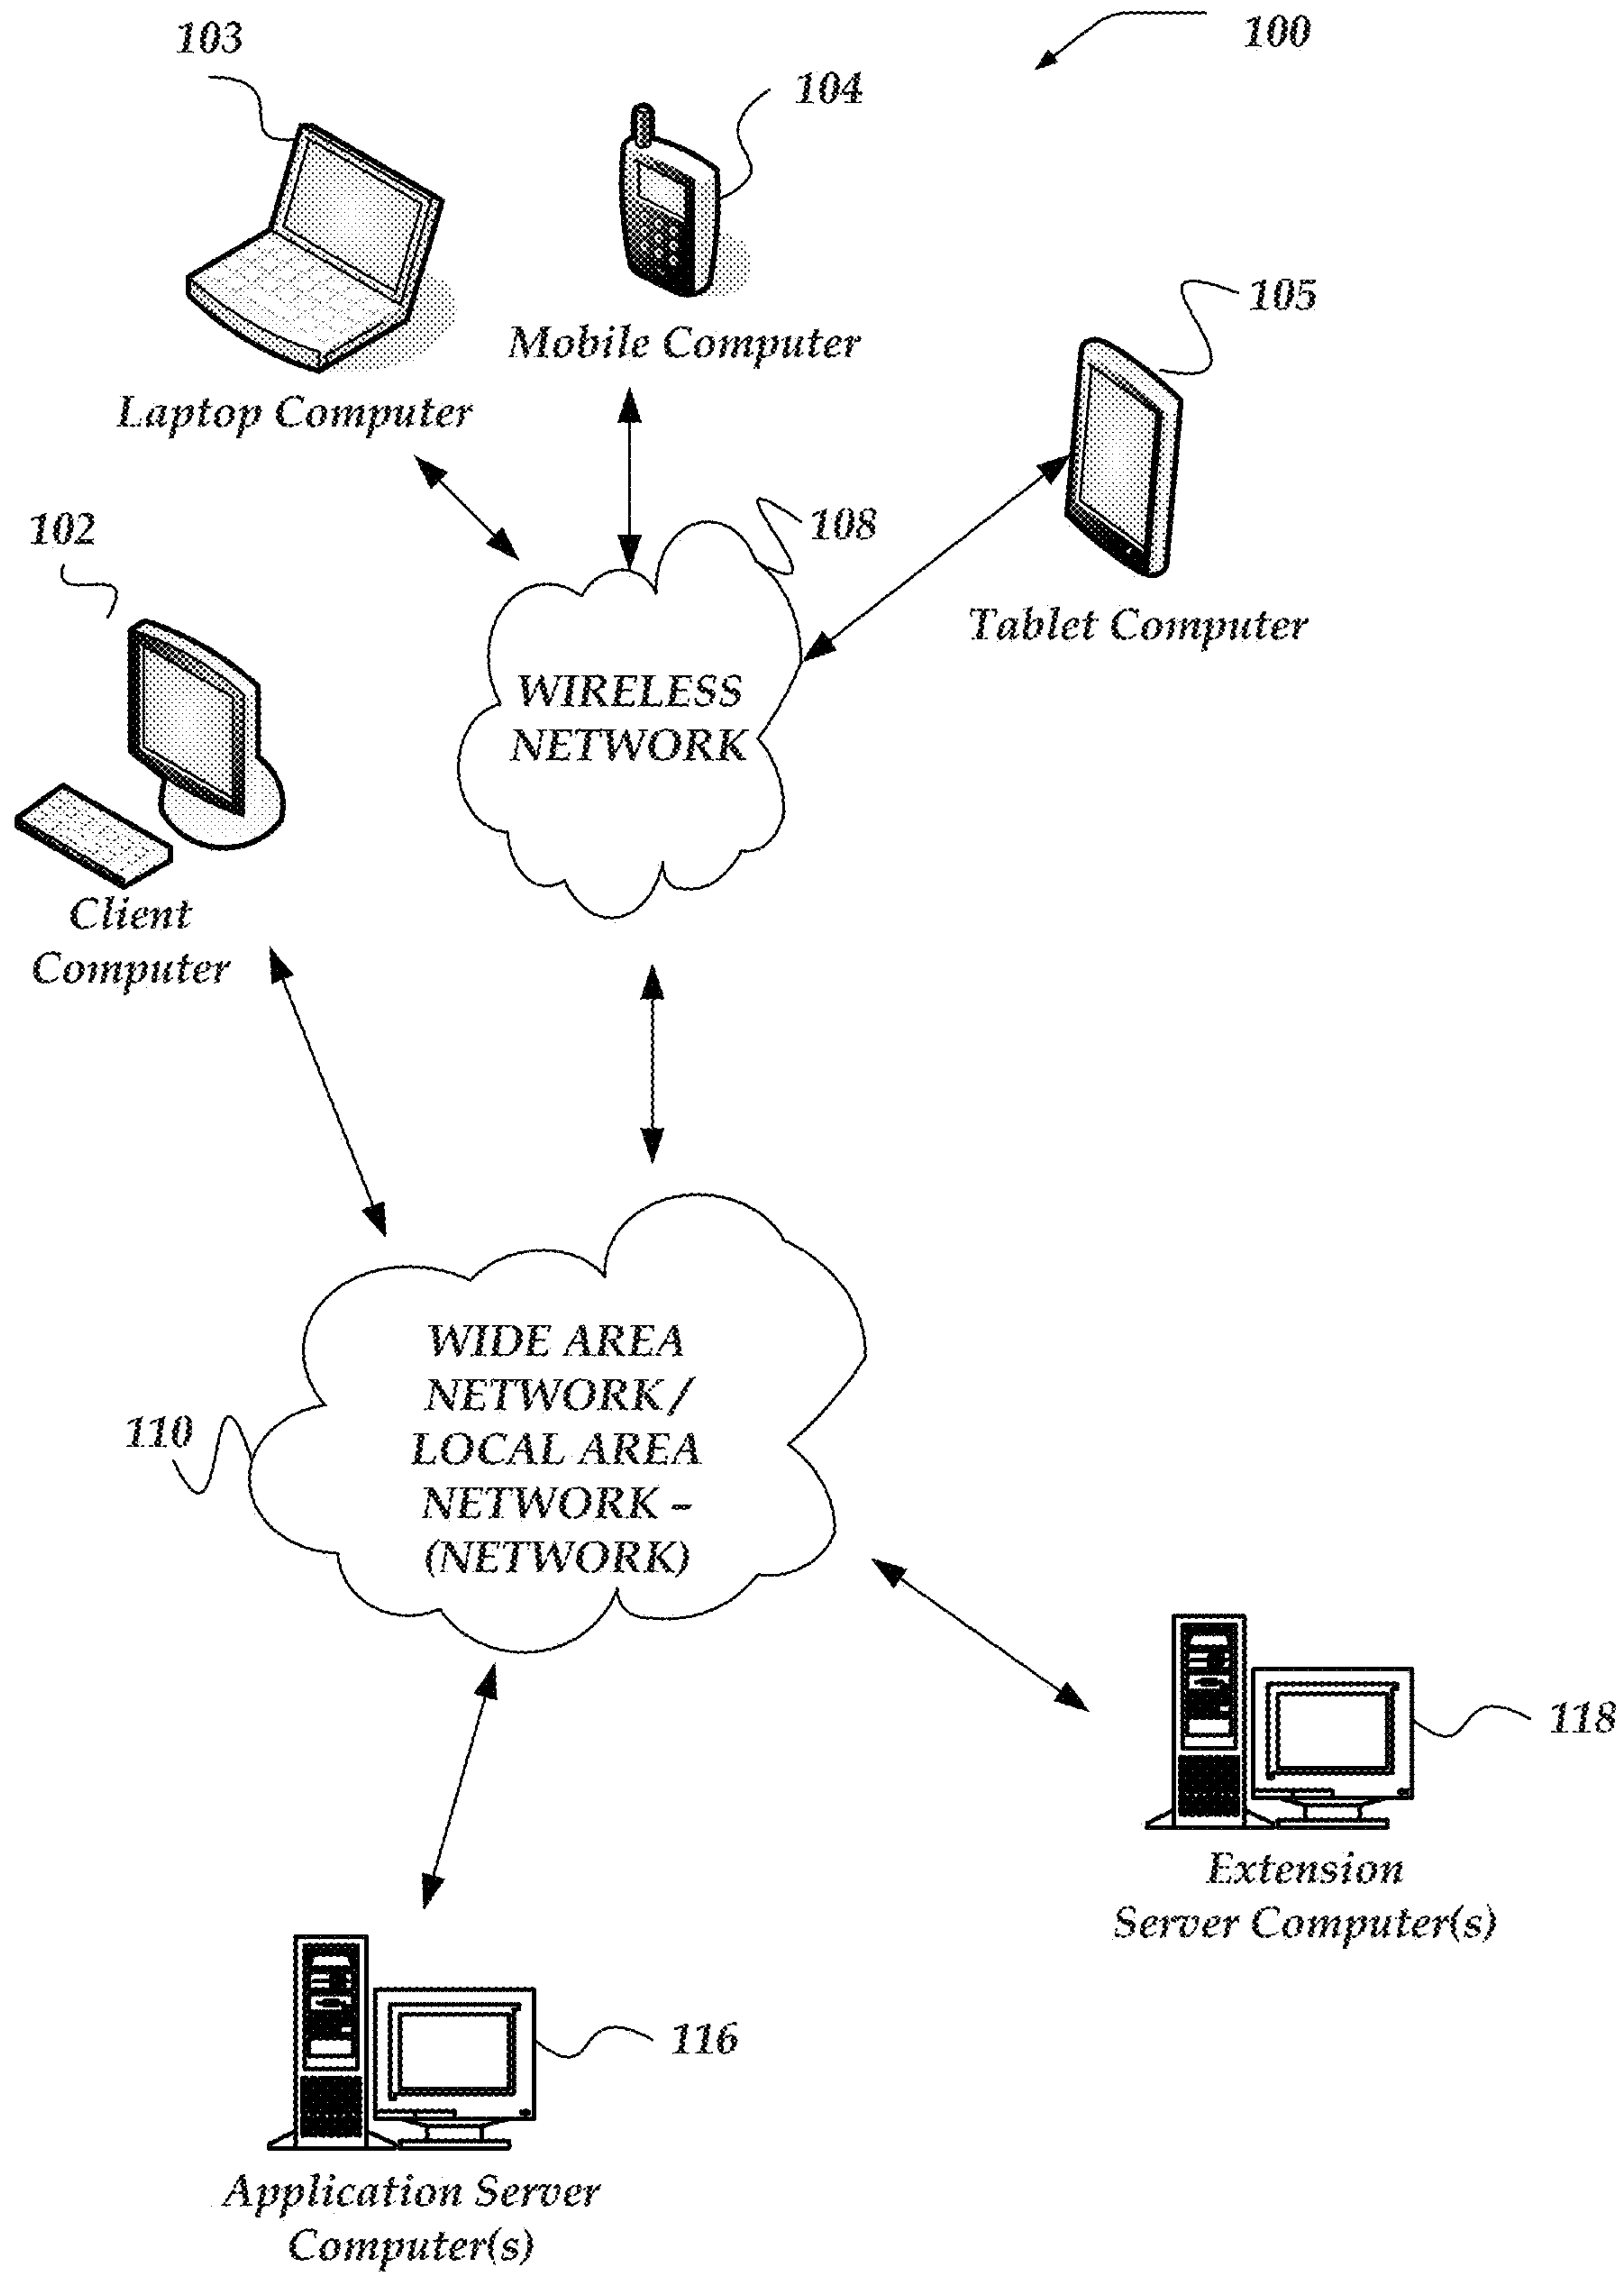 103
100
104
105
Mobile Computer
Laptop Computer
102
108
Tablet Computer
WIRELESS
NETWORK
Client
Computer
WIDE AREA
NETWORK /
LOCAL AREA
NETWORK –
(NETWORK)
110
118
Extension
Server Computer(s)
116
Application Server
Computer(s)